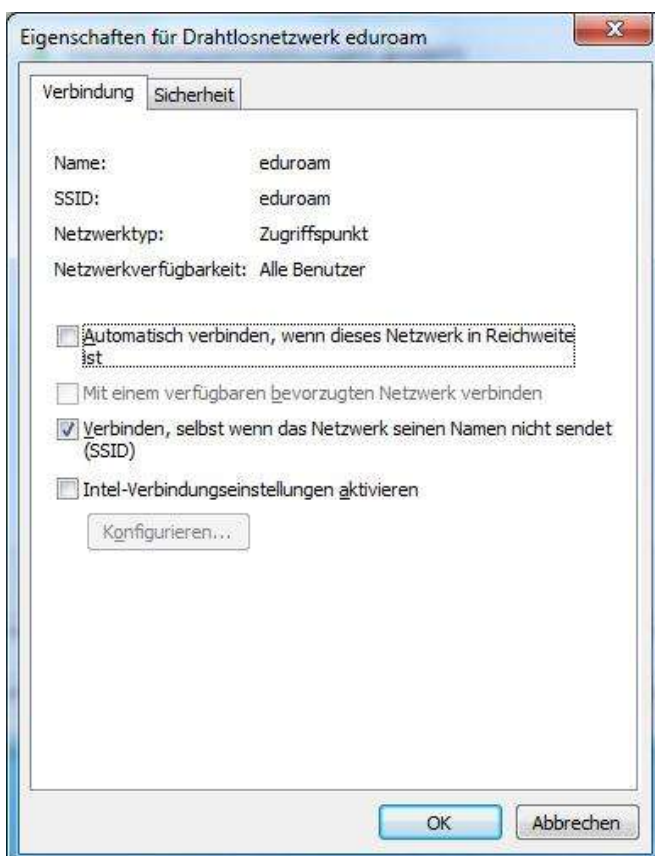 Eigenschaften für Drahtlosnetzwerk eduroam
Verbindung Sicherheit
Name: eduroam
SSID: eduroam
Netzwerktyp: Zugriffspunkt
Netzwerkverfügbarkeit: Alle Benutzer
Automatisch verbinden, wenn dieses Netzwerk in Reichweite
ist
Mit einem verfügbaren bevorzugten Netzwerk verbinden
Verbinden, selbst wenn das Netzwerk seinen Namen nicht sendet
(SSID)
Intel-Verbindungseinstellungen aktivieren
Konfigurieren...
OK Abbrechen